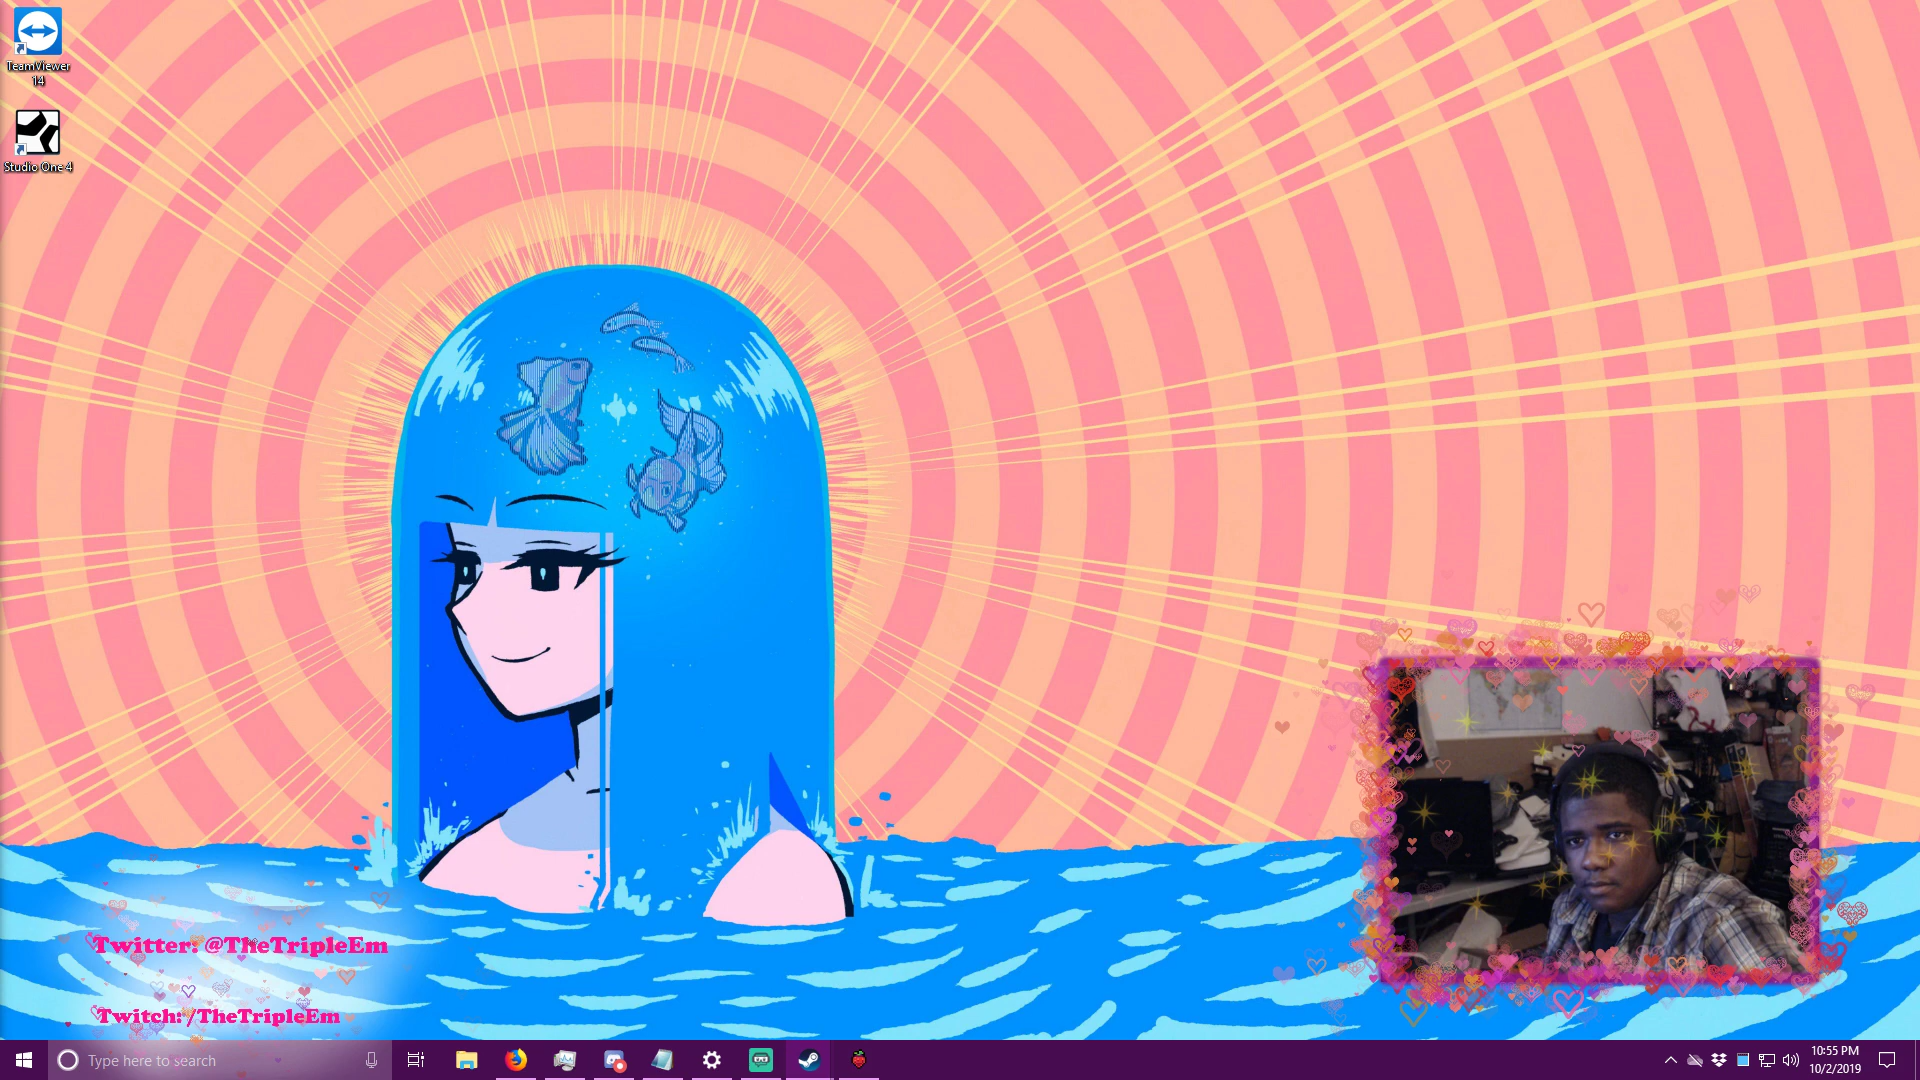 TeamViewer
14
Studio One 4
Twitter: @TheTripleEm
Twitch:/TheTripleEm
Type here to search
10:55 PM
10/2/2019